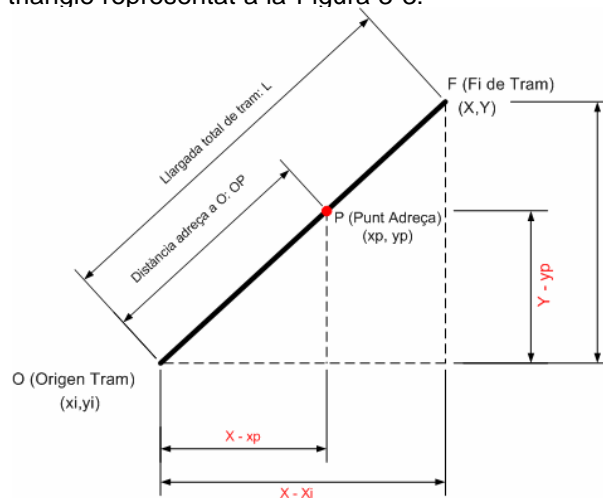 triangle representat a la Figura 3-3.
Llargada total de tram: L
F (Fi de Tram)
(X,Y)
Distància adreça a O: OP
P (Punt Adreça)
(xp, yp)
Y - yp
O (Origen Tram)
(xi,yi)
X - xp
X - Xi